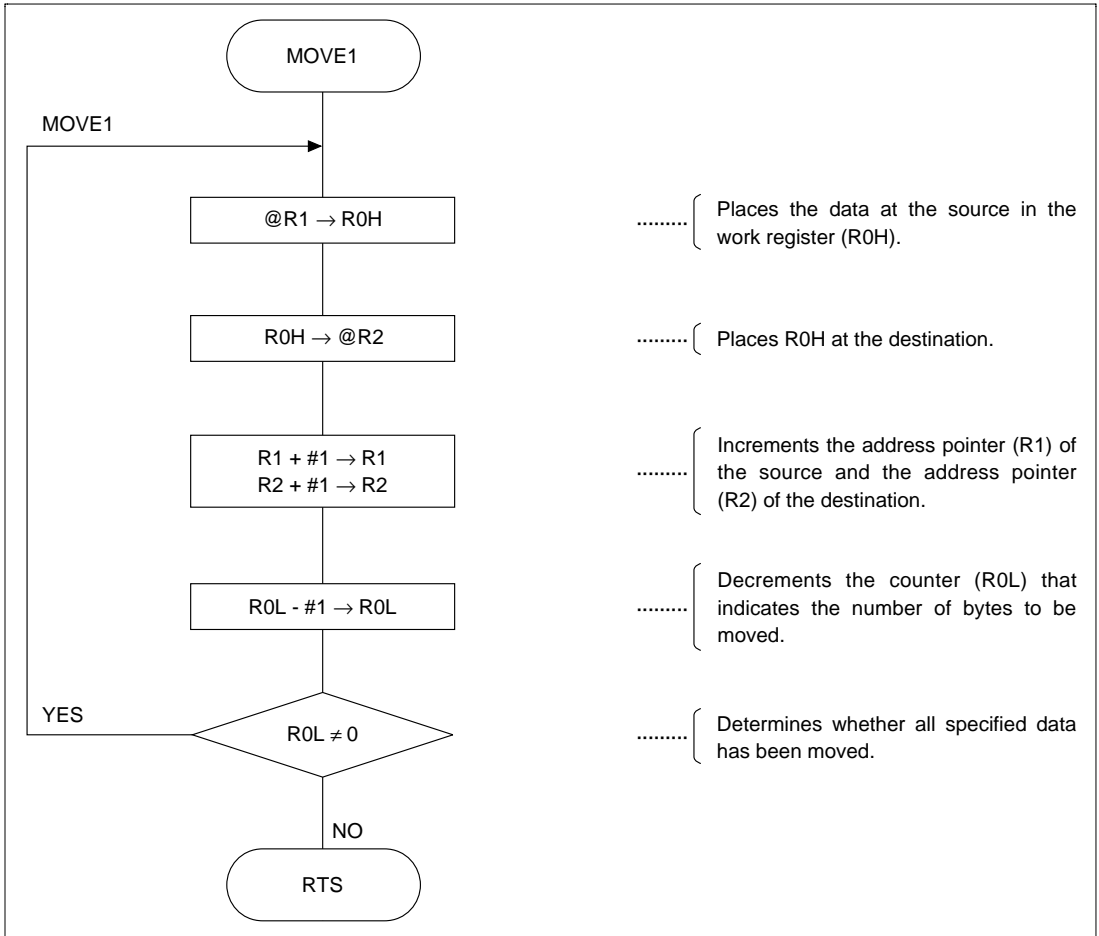 MOVE1
MOVE1
@R1 → R0H
......... Places the data at the source in the
work register (R0H).
R0H → @R2
......... Places R0H at the destination.
R1 + #1 → R1
R2 + #1 → R2
......... Increments the address pointer (R1) of
the source and the address pointer
(R2) of the destination.
R0L - #1 → R0L
......... Decrements the counter (R0L) that
indicates the number of bytes to be
moved.
YES
R0L ≠ 0
......... Determines whether all specified data
has been moved.
NO
RTS